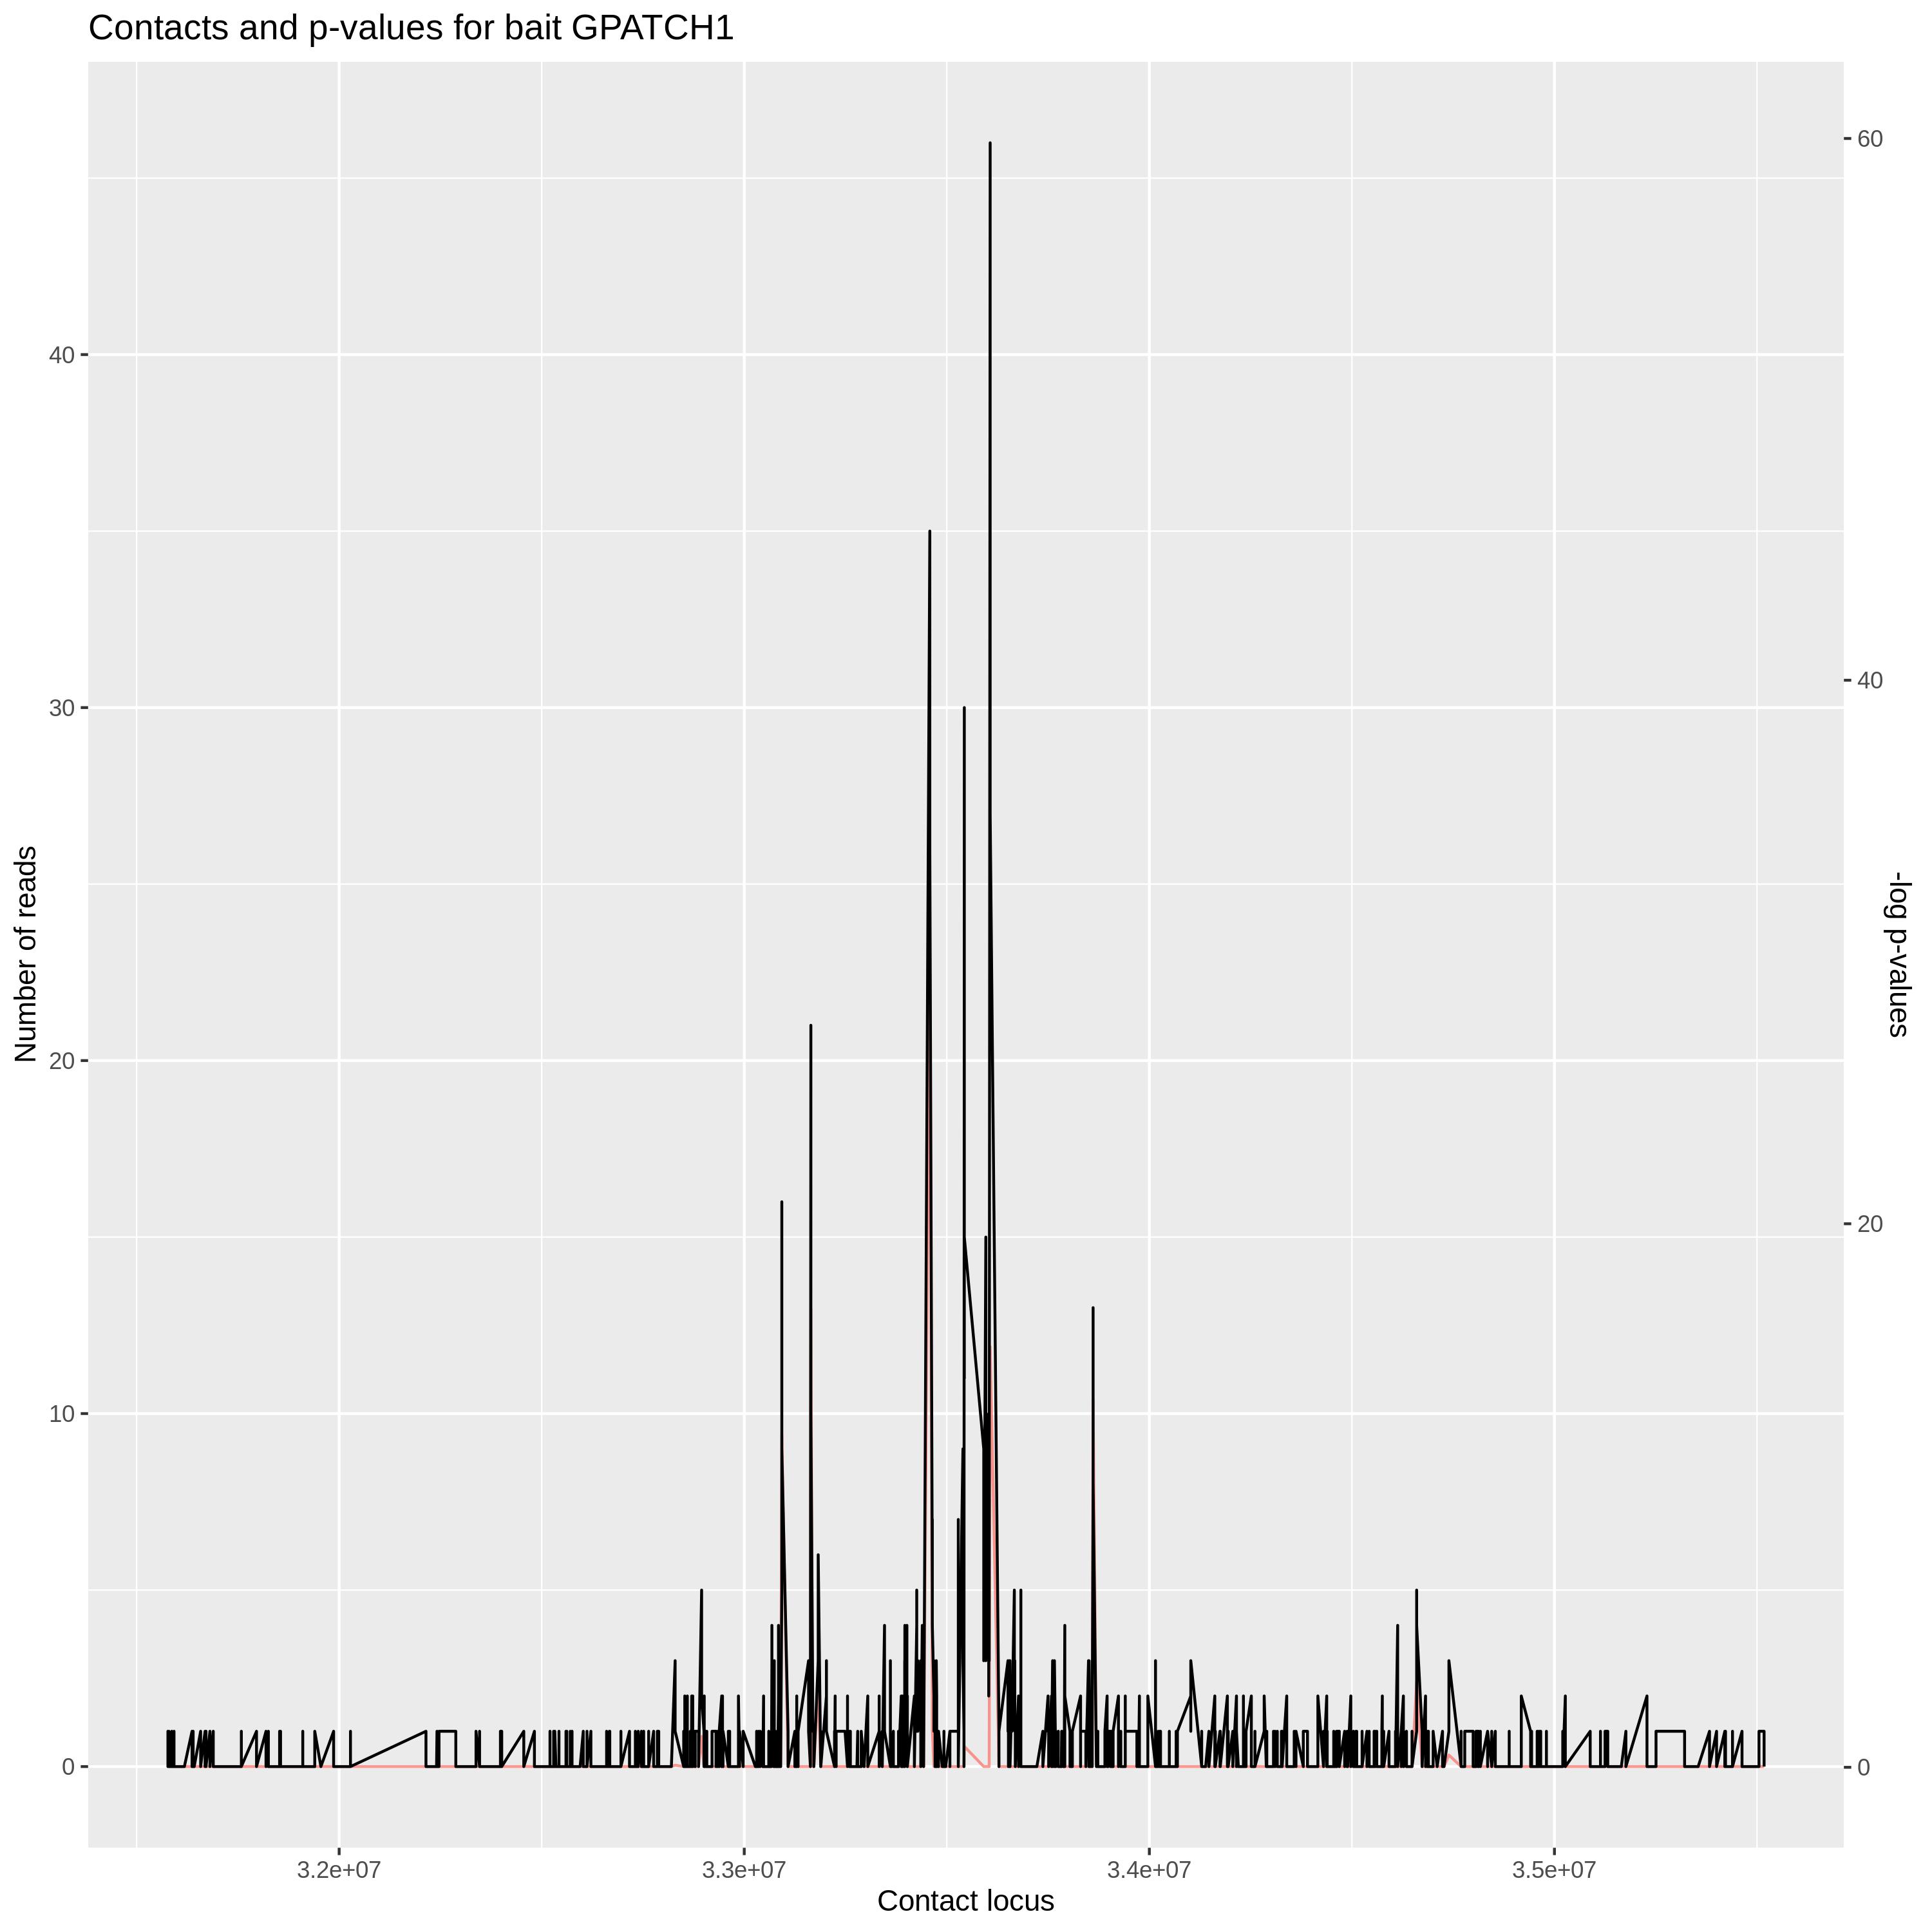 Contacts and p-values for bait GPATCH1
60
40
40
30
Number of reads
-log p-values
20
20
10
0
0
3.2e+07
3.3e+07
3.4e+07
3.5e+07
Contact locus